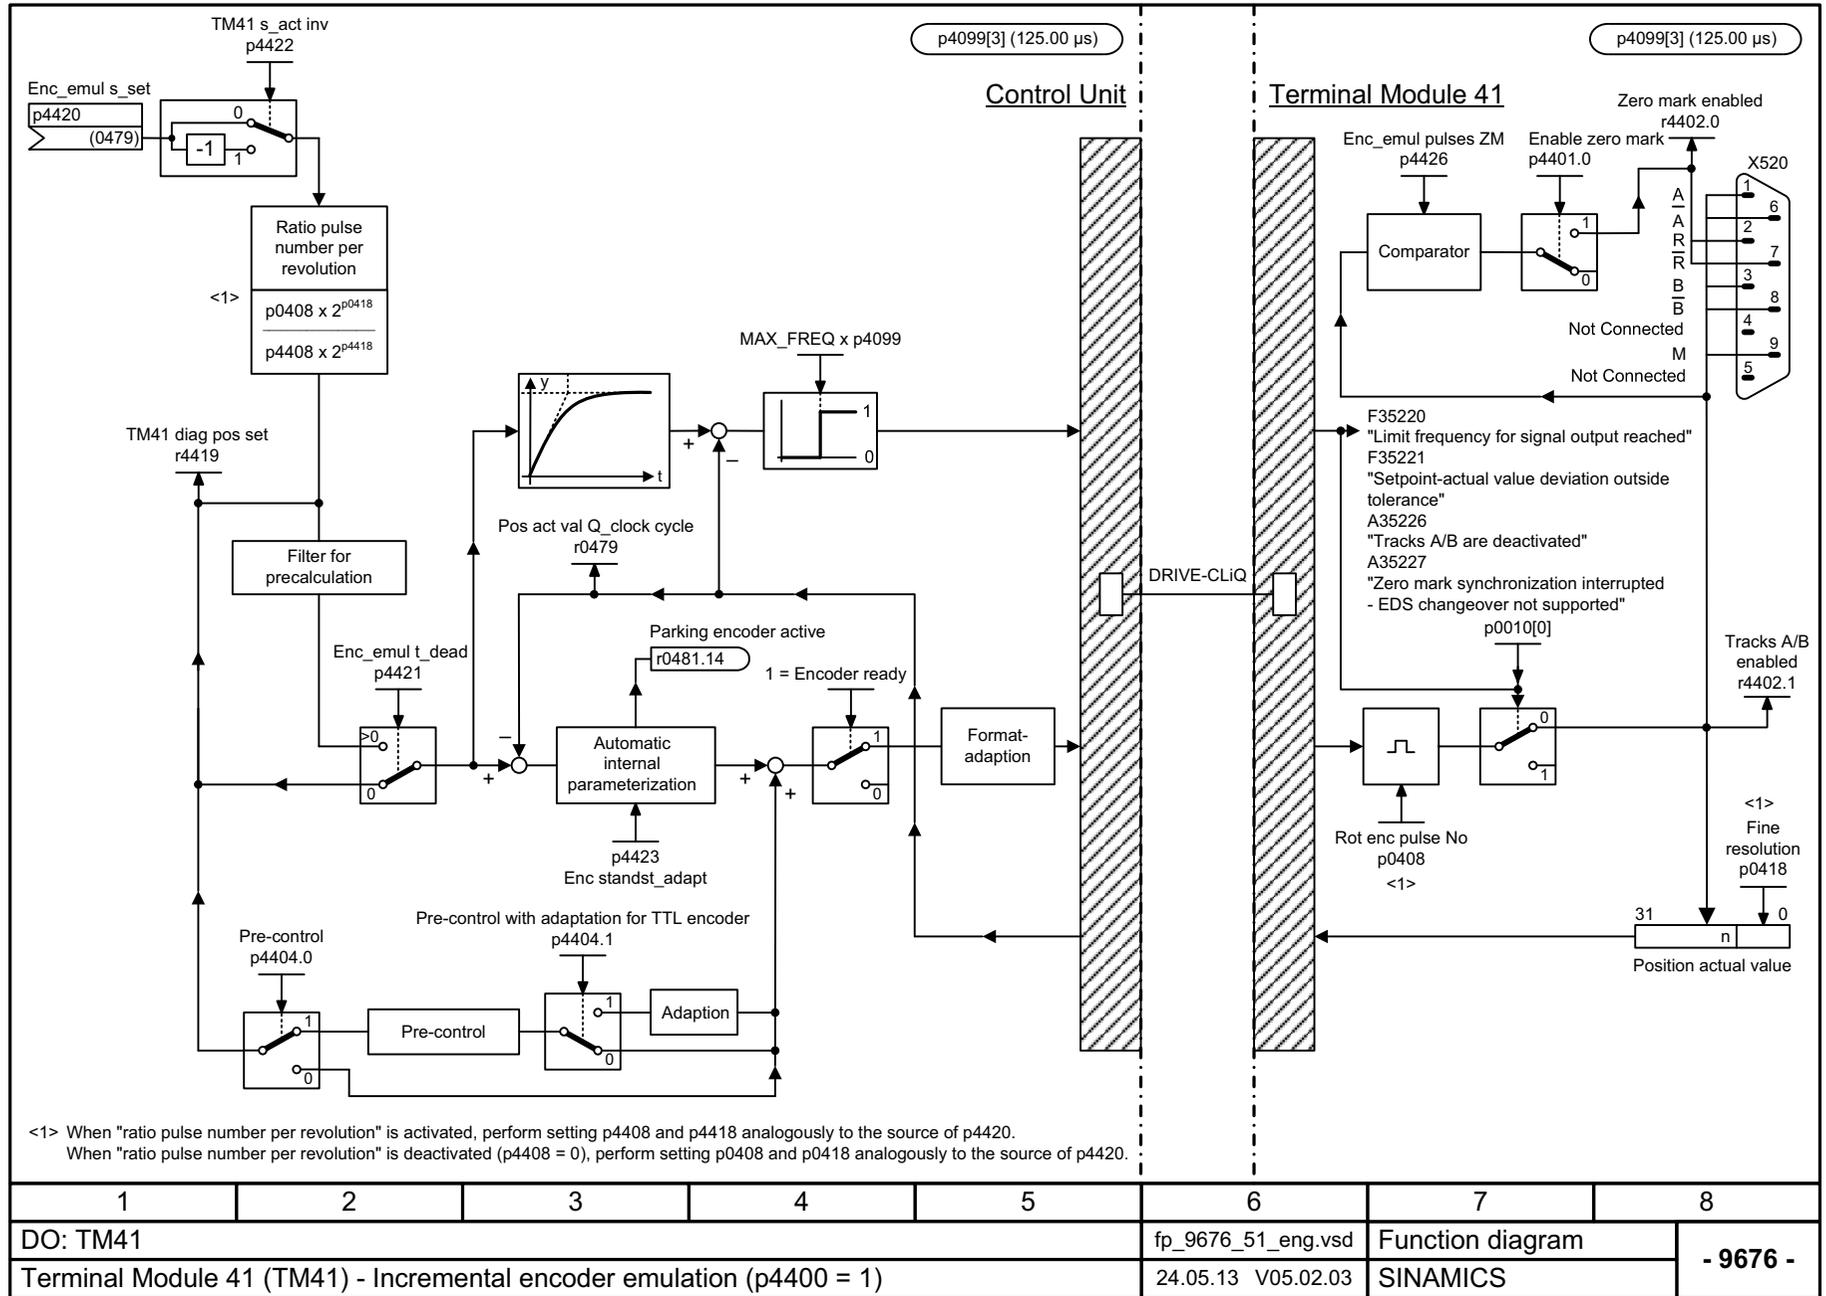 TM41 s_act inv
p4422
p4099[3] (125.00 µs)
p4099[3] (125.00 µs)
Enc_emul s_set
p4420
(0479)
0
-1
1
Control Unit
Terminal Module 41
Zero mark enabled
r4402.0
Enc_emul pulses ZM
p4426
Enable zero mark
p4401.0
X520
Comparator
1
0
A
A
R
R
B
B
Not Connected
M
Not Connected
1
6
2
7
3
8
4
9
5
Ratio pulse
number per
revolution
<1>
p0408 x 2p0418
p4408 x 2p4418
MAX_FREQ x p4099
y
t
+
–
1
0
TM41 diag pos set
r4419
Filter for
precalculation
Pos act val Q_clock cycle
r0479
F35220
"Limit frequency for signal output reached"
F35221
"Setpoint-actual value deviation outside
tolerance"
A35226
"Tracks A/B are deactivated"
A35227
"Zero mark synchronization interrupted
- EDS changeover not supported"
p0010[0]
DRIVE-CLiQ
Enc_emul t_dead
p4421
>0
0
Parking encoder active
r0481.14
1 = Encoder ready
–
+
Automatic
internal
parameterization
+
+
1
0
Format-
adaption
p4423
Enc standst_adapt
Tracks A/B
enabled
r4402.1
0
1
Rot enc pulse No
p0408
<1>
<1>
Fine
resolution
p0418
31
0
n
Position actual value
Pre-control
p4404.0
1
0
Pre-control
Pre-control with adaptation for TTL encoder
p4404.1
1
0
Adaption
<1> When "ratio pulse number per revolution" is activated, perform setting p4408 and p4418 analogously to the source of p4420.
When "ratio pulse number per revolution" is deactivated (p4408 = 0), perform setting p0408 and p0418 analogously to the source of p4420.
1
2
3
4
5
6
7
8
DO: TM41
fp_9676_51_eng.vsd
Function diagram
- 9676 -
Terminal Module 41 (TM41) - Incremental encoder emulation (p4400 = 1)
24.05.13 V05.02.03
SINAMICS